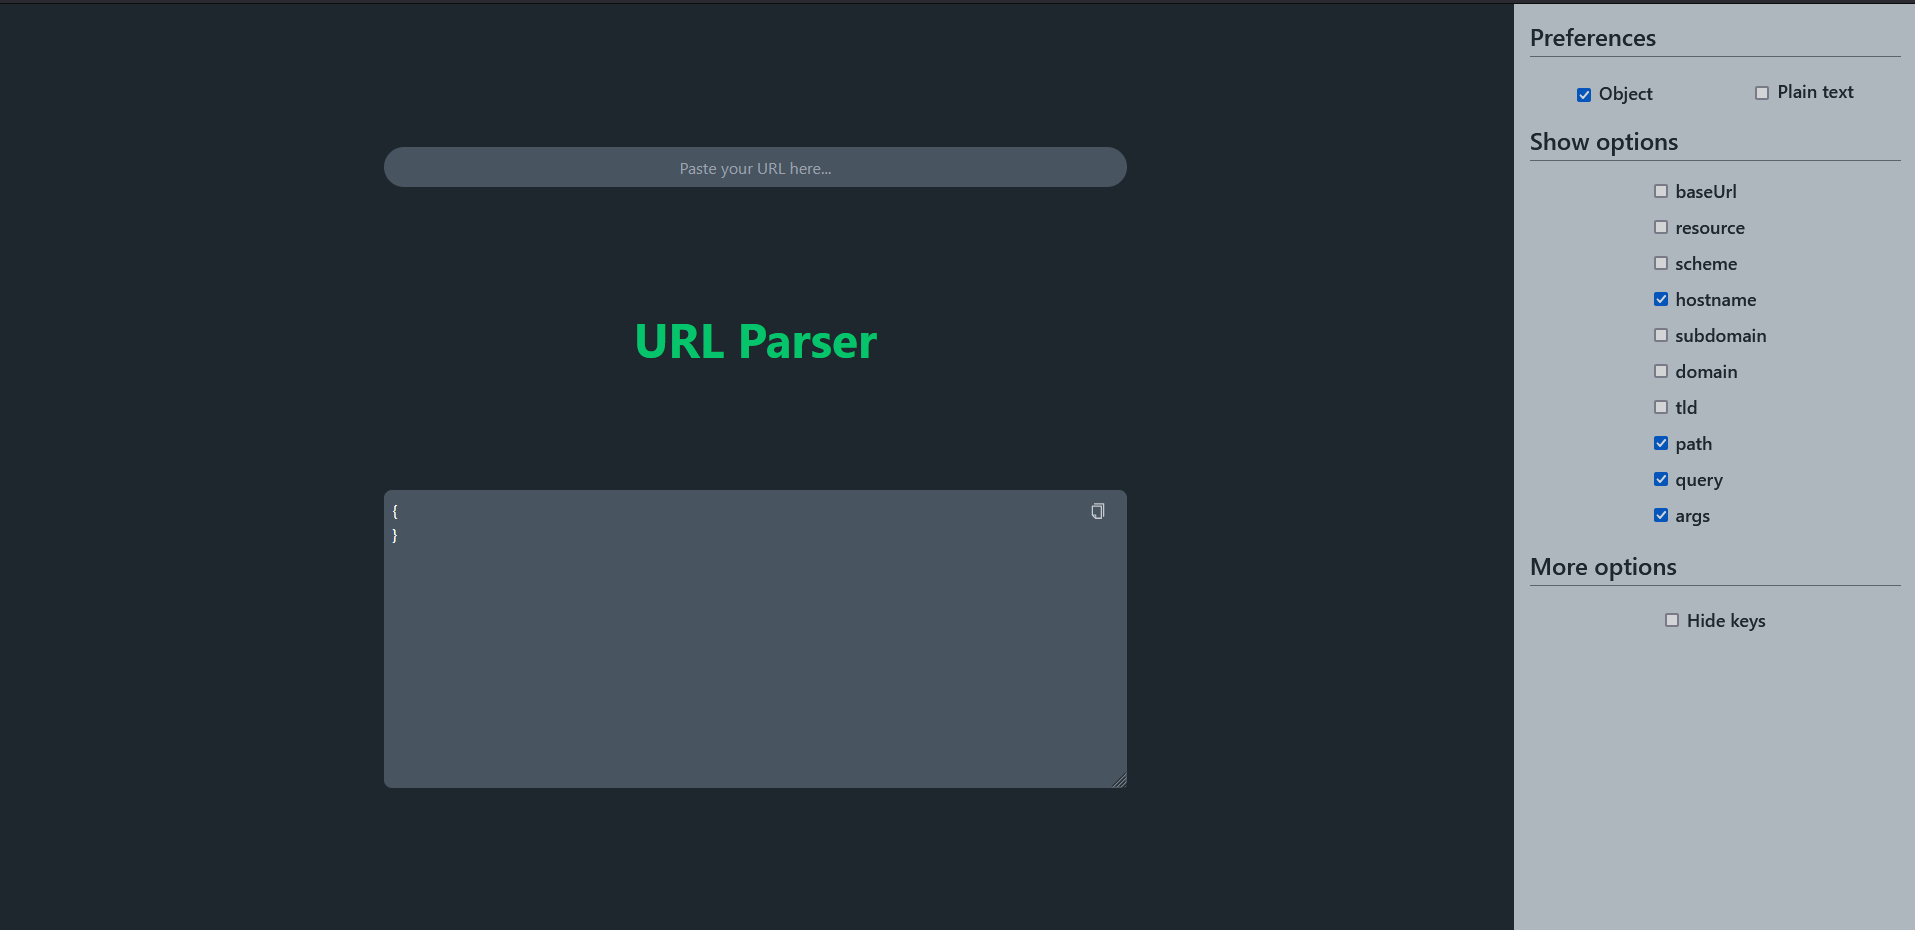 Paste your URL here...
URL Parser
{
}
Preferences
Object
Plain text
Show options
baseUrl
resource
scheme
hostname
subdomain
domain
tld
path
query
args
More options
Hide keys